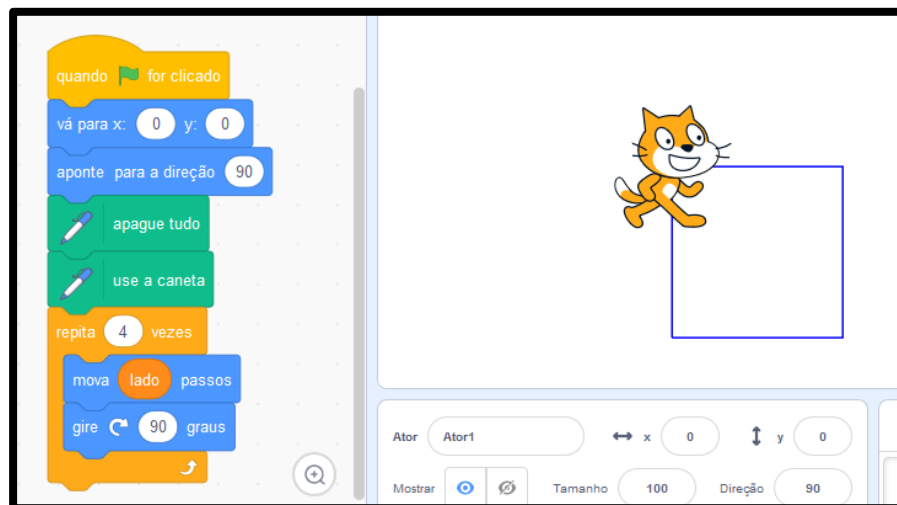 quando for clicado
vá para x: 0 y: 0
aponte para a direção 90
apague tudo
use a caneta
repita 4 vezes
mova lado passos
gire 90 graus
Ator Ator1 x 0 y 0
Mostrar Tamanho 100 Direção 90